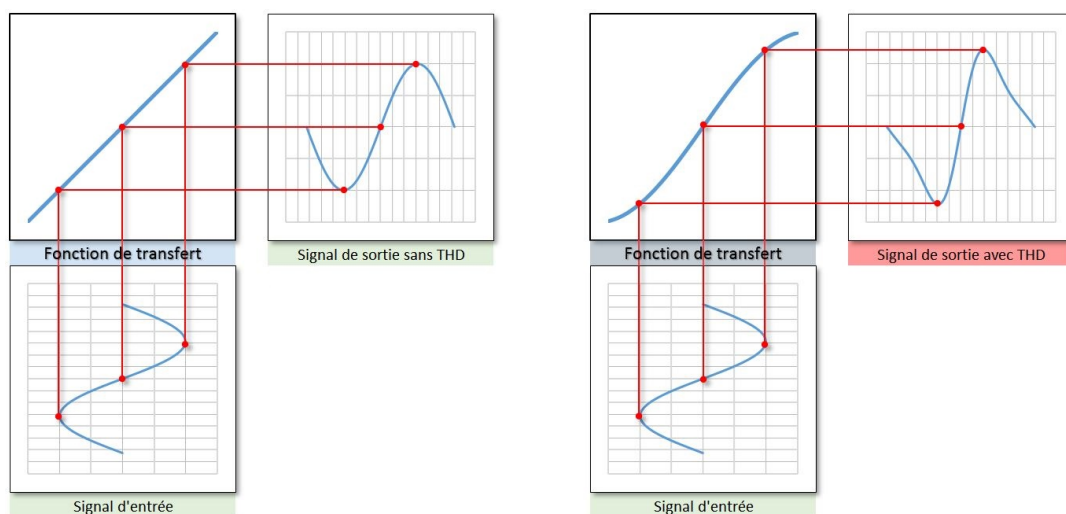 Fonction de transfert
Signal de sortie sans THD
Signal d'entrée
Fonction de transfert
Signal de sortie avec THD
Signal d'entrée